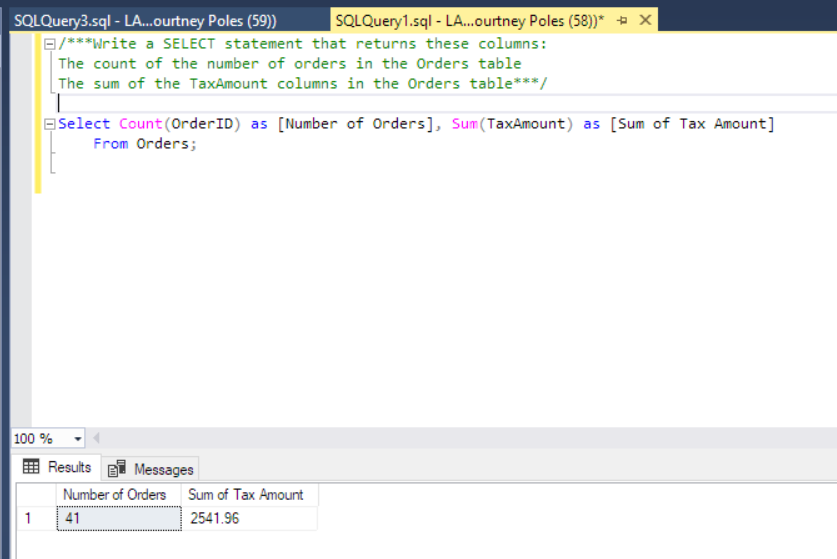 SQLQuery3.sql - LA...ourtney Poles (59)) SQLQuery1.sql - LA...ourtney Poles (58))*
/***Write a SELECT statement that returns these columns:
The count of the number of orders in the Orders table
The sum of the TaxAmount columns in the Orders table***/
Select Count(OrderID) as [Number of Orders], Sum(TaxAmount) as [Sum of Tax Amount]
From Orders;
100 %
Results Messages
Number of Orders Sum of Tax Amount
1 41 2541.96